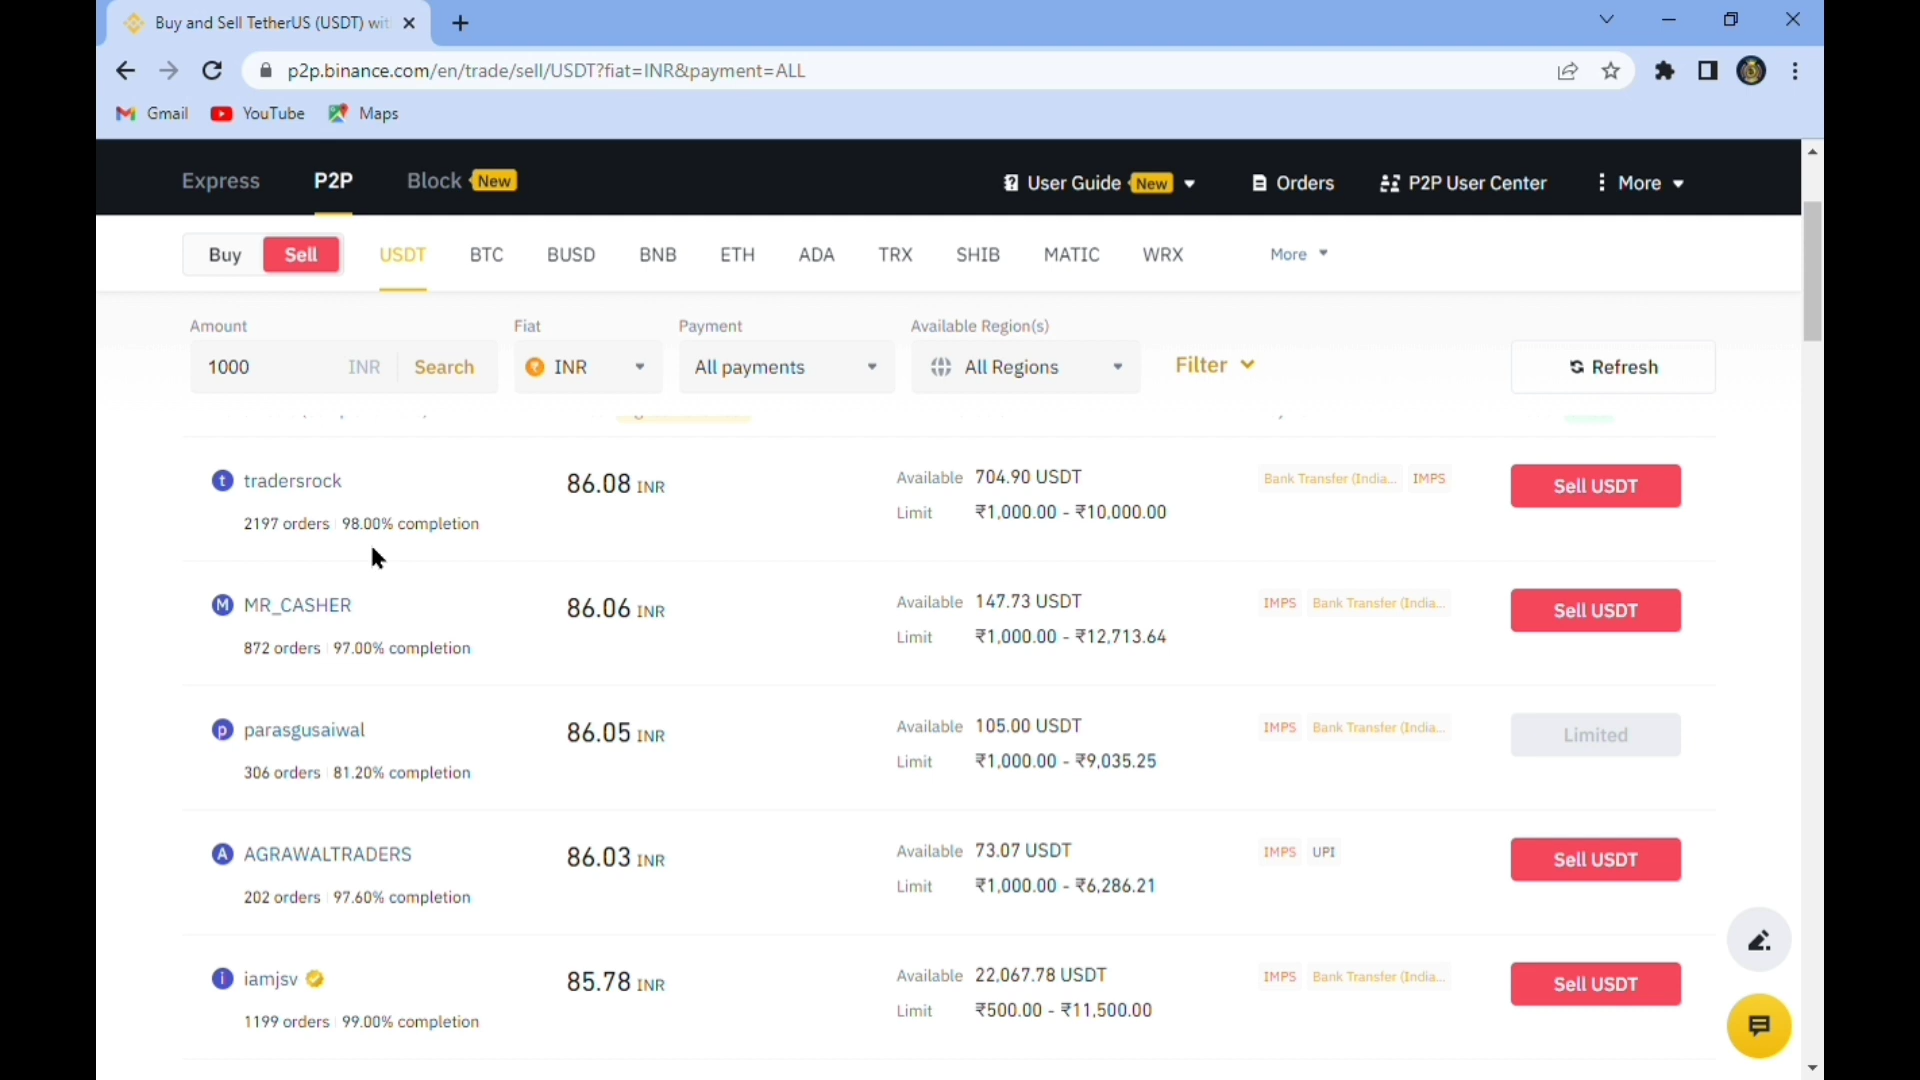 Buy and Sell TetherUS (USDT) wit
p2p.binance.com/en/trade/sell/USDT?fiat=INR&payment=ALL
Gmail YouTube Maps
Express P2P Block New User Guide New Orders P2P User Center More
Buy Sell USDT BTC BUSD BNB ETH ADA TRX SHIB MATIC WRX More
Amount Fiat Payment Available Region(s)
1000 INR Search INR All payments All Regions Filter Refresh
t tradersrock 86.08 INR Available 704.90 USDT Bank Transfer (India... IMPS Sell USDT
2197 orders 98.00% completion Limit ₹1,000.00 - ₹10,000.00
M MR_CASHER 86.06 INR Available 147.73 USDT IMPS Bank Transfer (India... Sell USDT
872 orders 97.00% completion Limit ₹1,000.00 - ₹12,713.64
p parasgusaiwal 86.05 INR Available 105.00 USDT IMPS Bank Transfer (India... Limited
306 orders 81.20% completion Limit ₹1,000.00 - ₹9,035.25
A AGRAWALTRADERS 86.03 INR Available 73.07 USDT IMPS UPI Sell USDT
202 orders 97.60% completion Limit ₹1,000.00 - ₹6,286.21
i iamjsv 85.78 INR Available 22,067.78 USDT IMPS Bank Transfer (India... Sell USDT
1199 orders 99.00% completion Limit ₹500.00 - ₹11,500.00